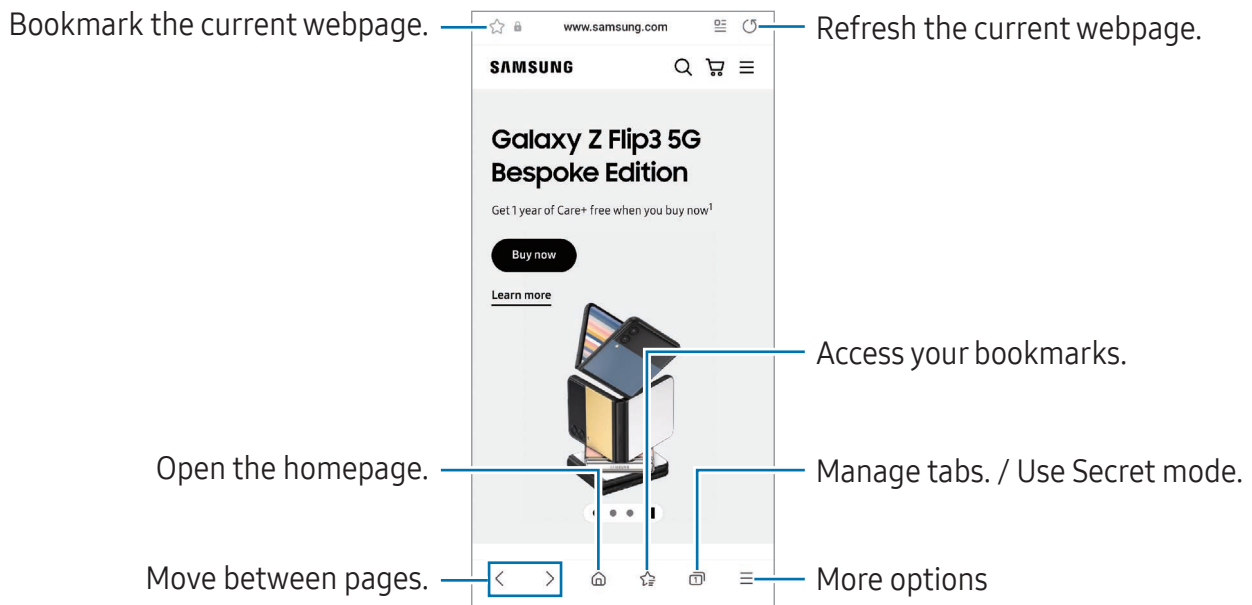 Bookmark the current webpage.
www.samsung.com
Refresh the current webpage.
SAMSUNG
Galaxy Z Flip3 5G
Bespoke Edition
Get 1 year of Care+ free when you buy now¹
Buy now
Learn more
Access your bookmarks.
SAMSUNG
Open the homepage.
Manage tabs. / Use Secret mode.
Move between pages.
1
More options